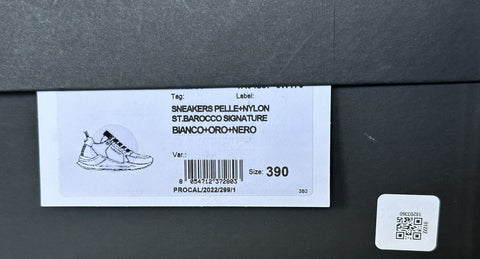 Tag: Label:
SNEAKERS PELLE+NYLON
ST.BAROCCO SIGNATURE
BIANCO+ORO+NERO
Var.:
Size: 390
8 054712 372803
PROCAL/2022/299/1
380